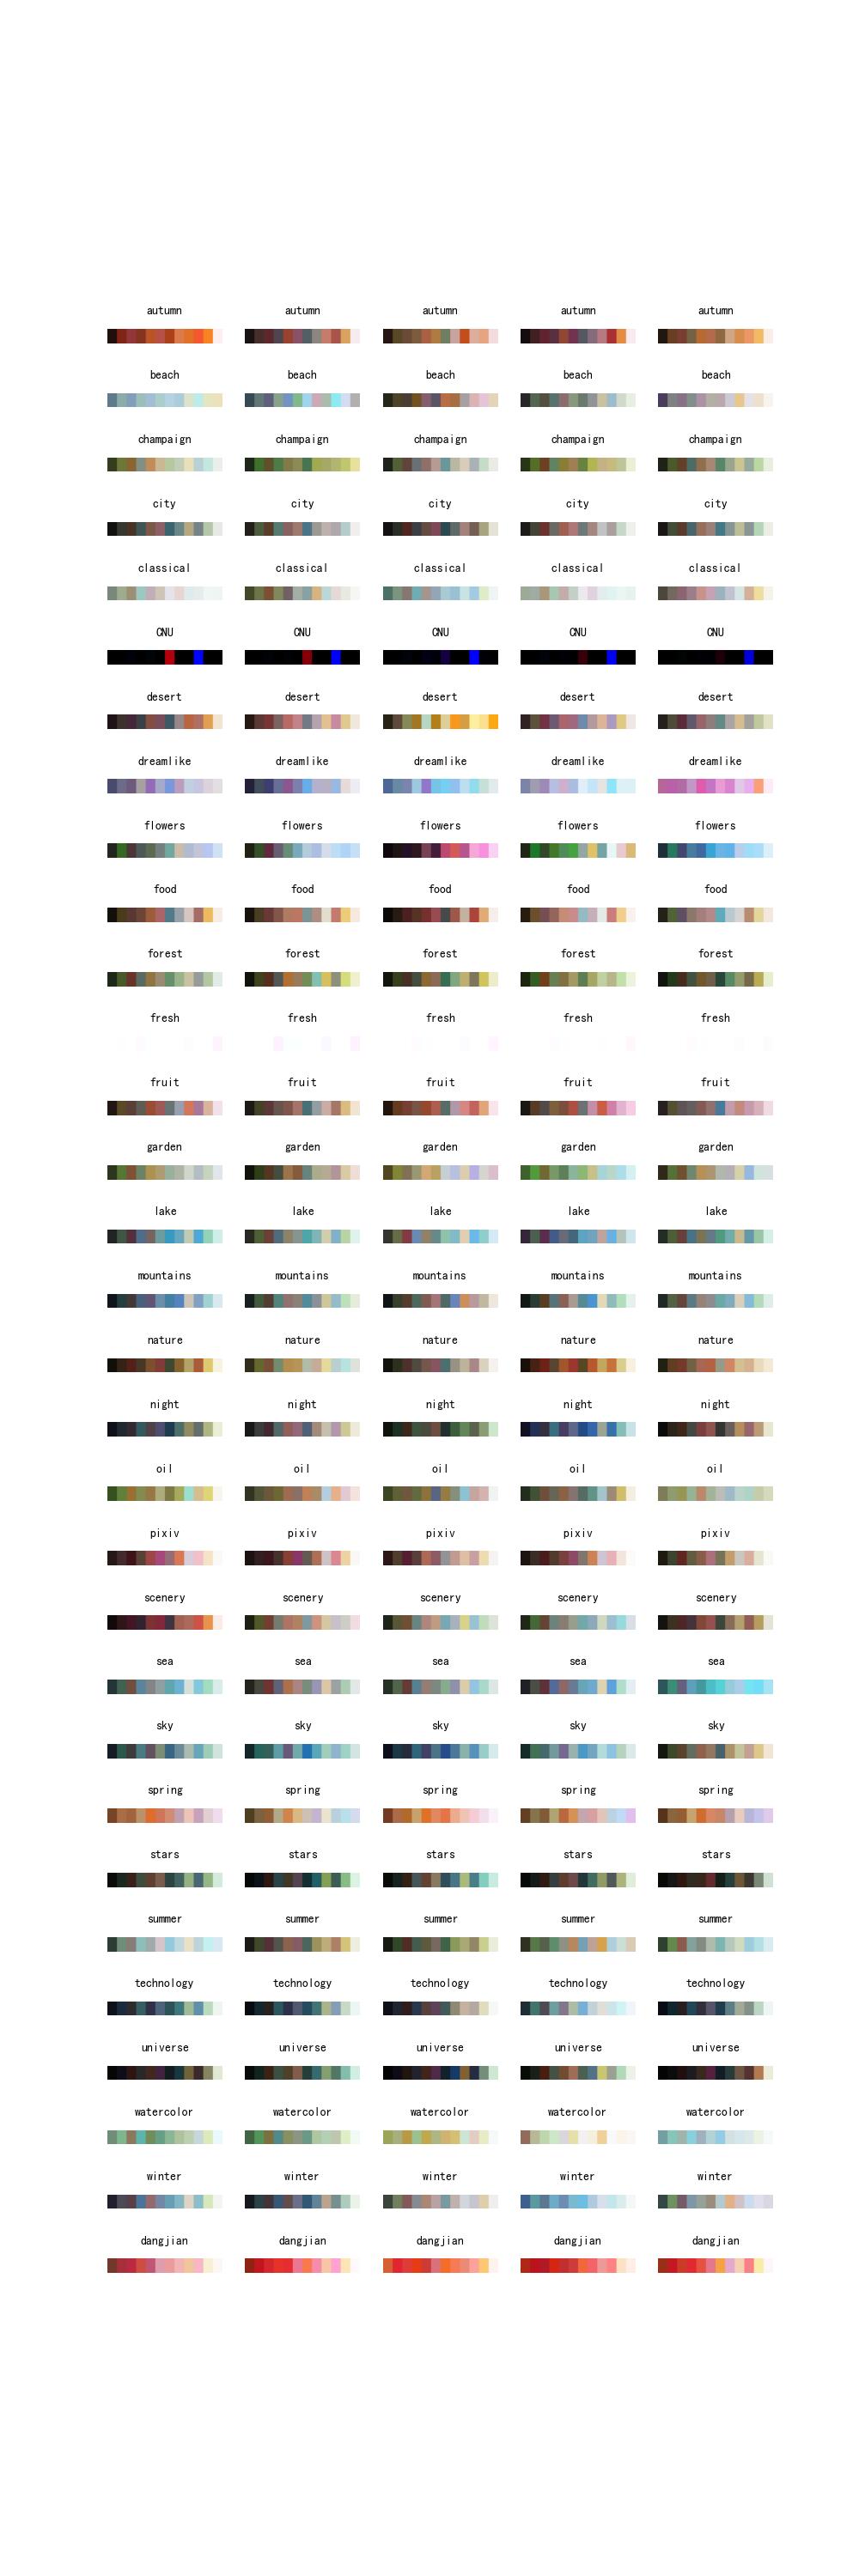 autumn autumn autumn autumn autumn
beach beach beach beach beach
champaign champaign champaign champaign champaign
city city city city city
classical classical classical classical classical
CNU CNU CNU CNU CNU
desert desert desert desert desert
dreamlike dreamlike dreamlike dreamlike dreamlike
flowers flowers flowers flowers flowers
food food food food food
forest forest forest forest forest
fresh fresh fresh fresh fresh
fruit fruit fruit fruit fruit
garden garden garden garden garden
lake lake lake lake lake
mountains mountains mountains mountains mountains
nature nature nature nature nature
night night night night night
oil oil oil oil oil
pixiv pixiv pixiv pixiv pixiv
scenery scenery scenery scenery scenery
sea sea sea sea sea
sky sky sky sky sky
spring spring spring spring spring
stars stars stars stars stars
summer summer summer summer summer
technology technology technology technology technology
universe universe universe universe universe
watercolor watercolor watercolor watercolor watercolor
winter winter winter winter winter
dangjian dangjian dangjian dangjian dangjian